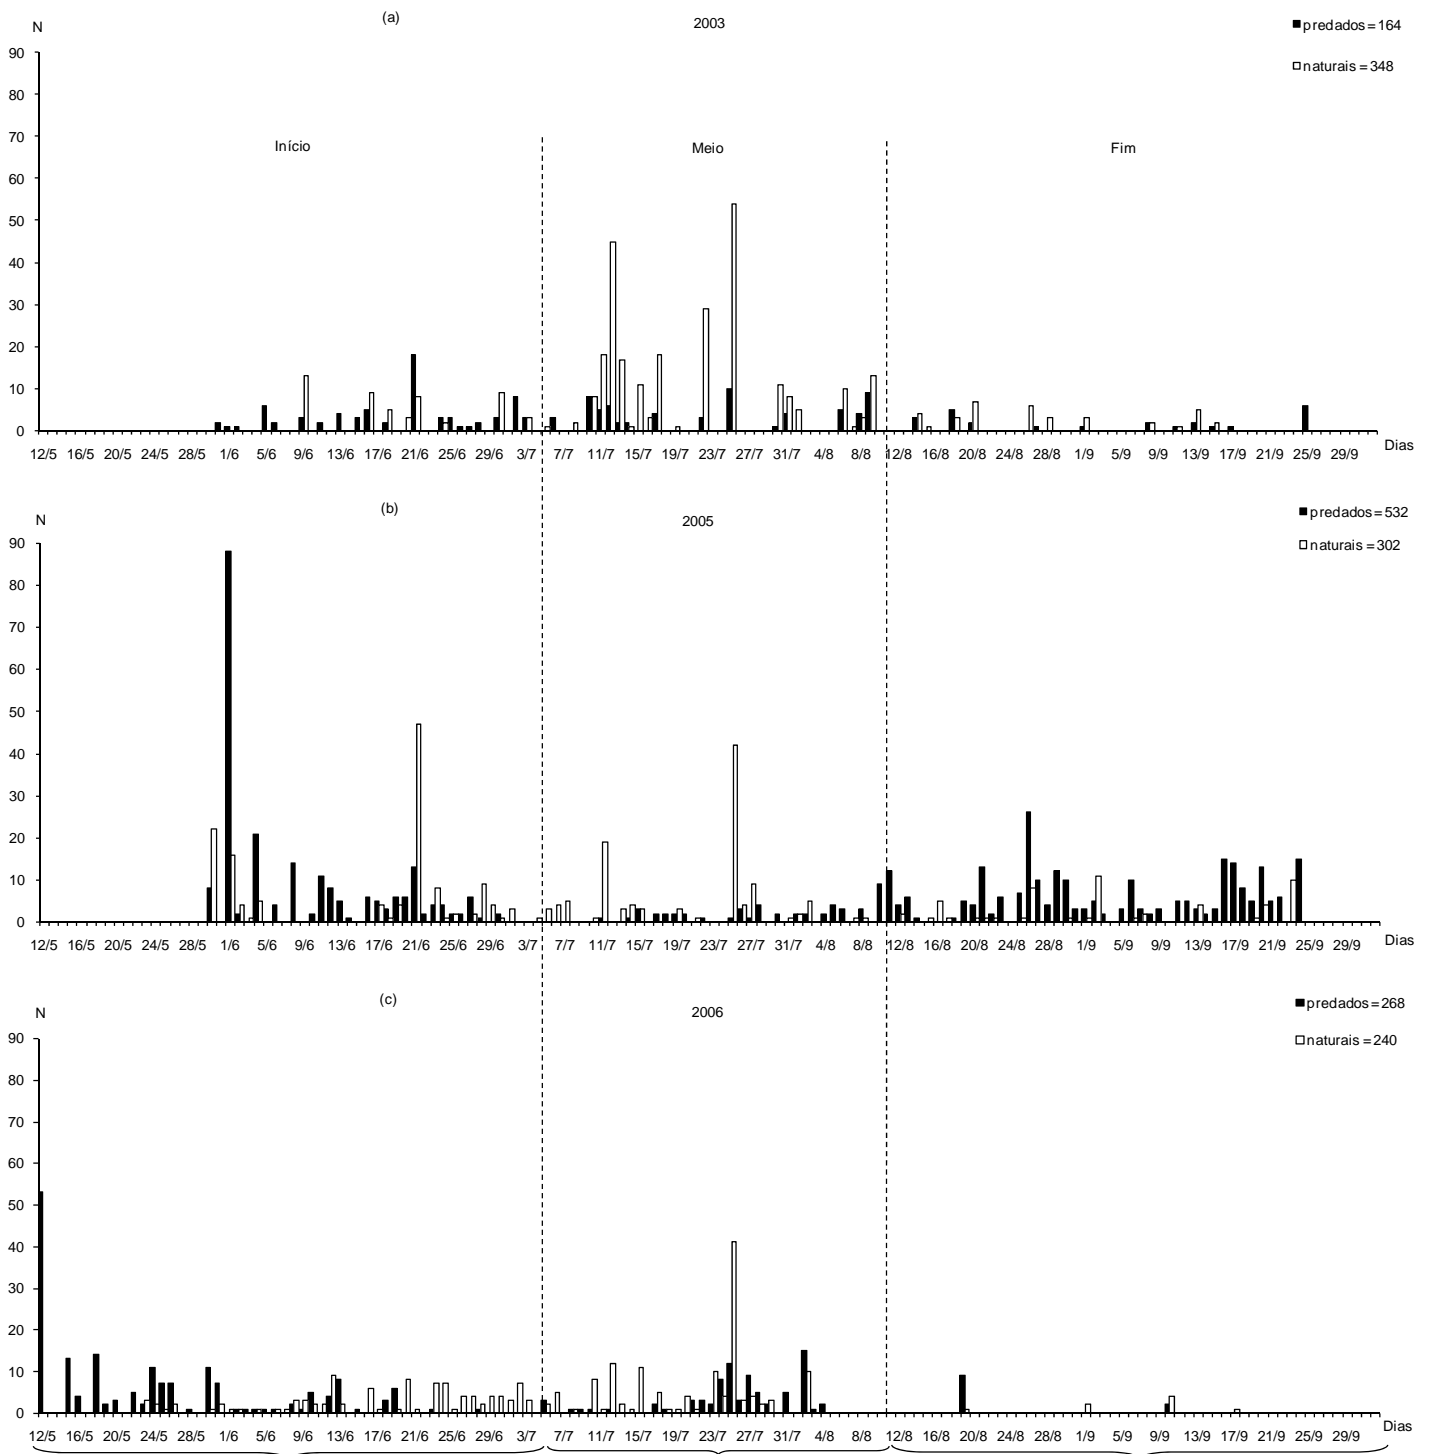 (a)
2003
N
predados=164
naturais =348
90
80
70
60
50
40
30
20
10
0
Início
Meio
Fim
12/5 16/5 20/5 24/5 28/5 1/6 5/6 9/6 13/6 17/6 21/6 25/6 29/6 3/7 7/7 11/7 15/7 19/7 23/7 27/7 31/7 4/8 8/8 12/8 16/8 20/8 24/8 28/8 1/9 5/9 9/9 13/9 17/9 21/9 25/9 29/9
Dias
(b)
2005
N
predados=532
naturais =302
90
80
70
60
50
40
30
20
10
0
12/5 16/5 20/5 24/5 28/5 1/6 5/6 9/6 13/6 17/6 21/6 25/6 29/6 3/7 7/7 11/7 15/7 19/7 23/7 27/7 31/7 4/8 8/8 12/8 16/8 20/8 24/8 28/8 1/9 5/9 9/9 13/9 17/9 21/9 25/9 29/9
Dias
(c)
2006
N
predados=268
naturais =240
90
80
70
60
50
40
30
20
10
0
12/5 16/5 20/5 24/5 28/5 1/6 5/6 9/6 13/6 17/6 21/6 25/6 29/6 3/7 7/7 11/7 15/7 19/7 23/7 27/7 31/7 4/8 8/8 12/8 16/8 20/8 24/8 28/8 1/9 5/9 9/9 13/9 17/9 21/9 25/9 29/9
Dias